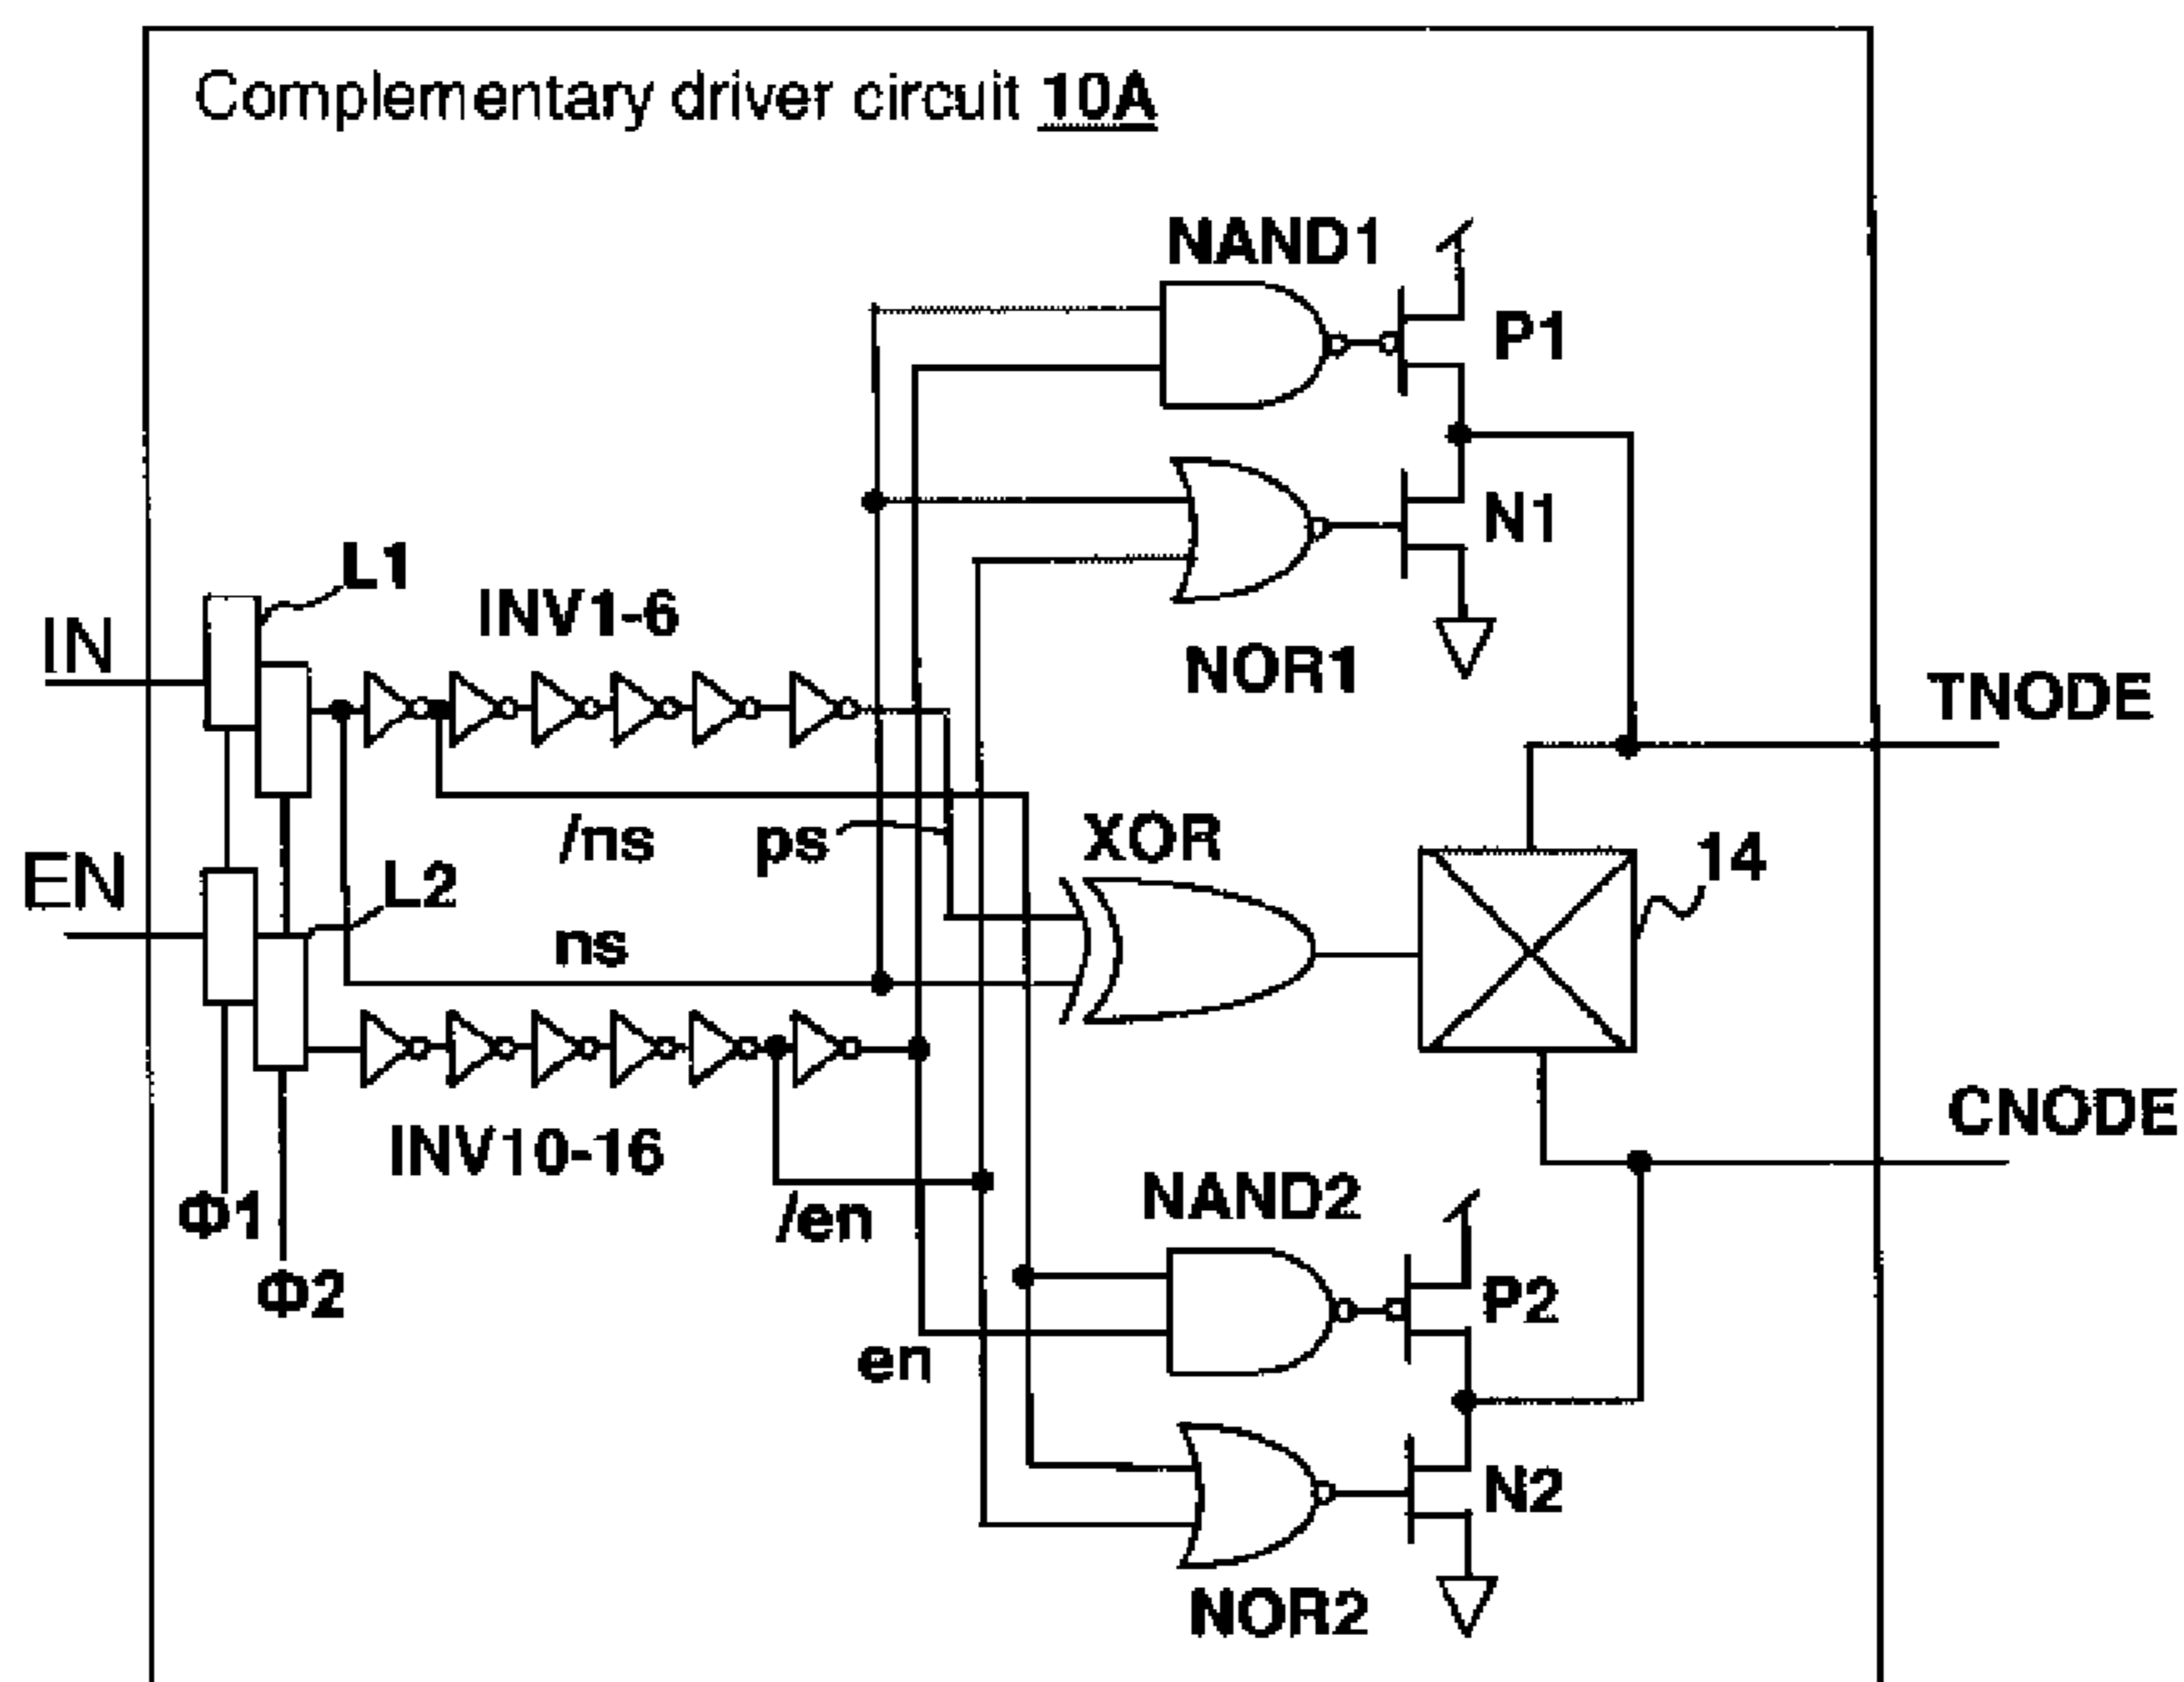 Complementary driver circuit 10A
NAND1
P1
N1
L1
INV1-6
IN
NOR1
TNODE
/ns
ps
XOR
14
EN
L2
ns
CNODE
INV10-16
NAND2
Φ1
/en
Φ2
P2
en
N2
NOR2